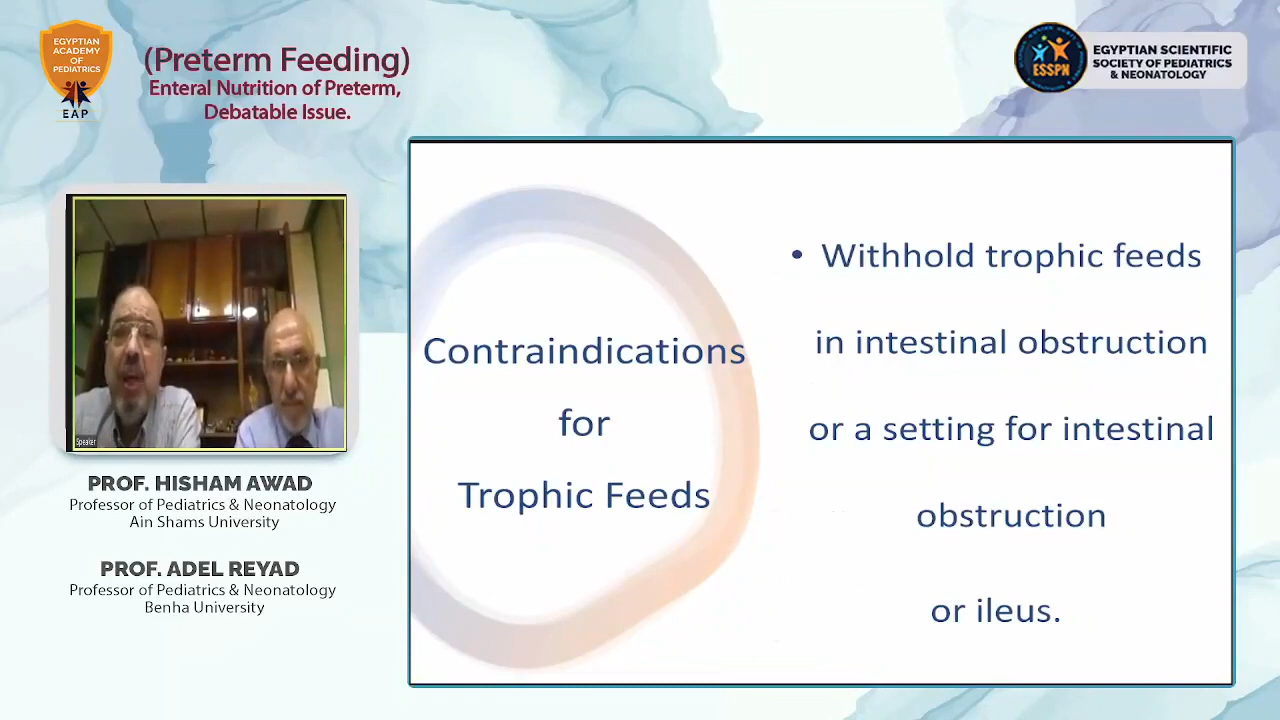 EGYPTIAN
ACADEMY
OF
PEDIATRICS
EAP
(Preterm Feeding)
Enteral Nutrition of Preterm,
Debatable Issue.
ESSPN
EGYPTIAN SCIENTIFIC
SOCIETY OF PEDIATRICS
& NEONATOLOGY
Speaker
PROF. HISHAM AWAD
Professor of Pediatrics & Neonatology
Ain Shams University
PROF. ADEL REYAD
Professor of Pediatrics & Neonatology
Benha University
Contraindications
for
Trophic Feeds
• Withhold trophic feeds
in intestinal obstruction
or a setting for intestinal
obstruction
or ileus.